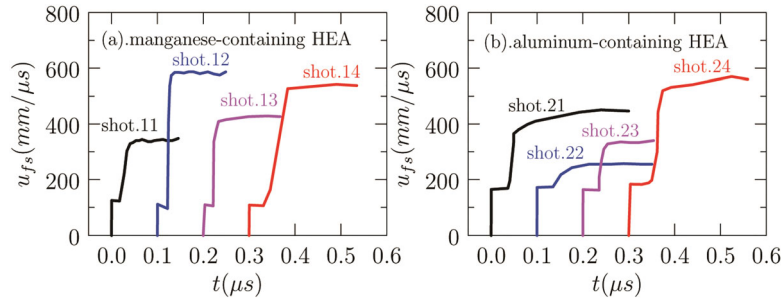 800
600
400
200
0
u_fs(mm/μs)
(a).manganese-containing HEA
shot.12
shot.14
shot.13
shot.11
0.0 0.1 0.2 0.3 0.4 0.5
t(μs)
800
600
400
200
0
u_fs(mm/μs)
(b).aluminum-containing HEA
shot.24
shot.21
shot.23
shot.22
0.0 0.1 0.2 0.3 0.4 0.5 0.6
t(μs)